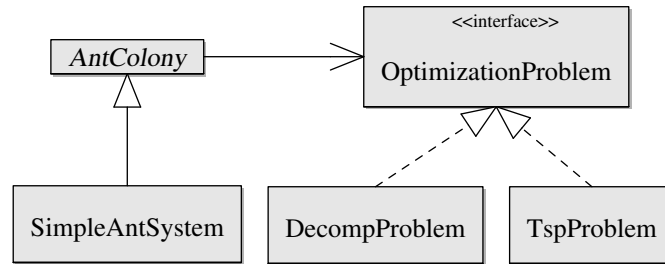 <<interface>>
AntColony
OptimizationProblem
SimpleAntSystem
DecompProblem
TspProblem